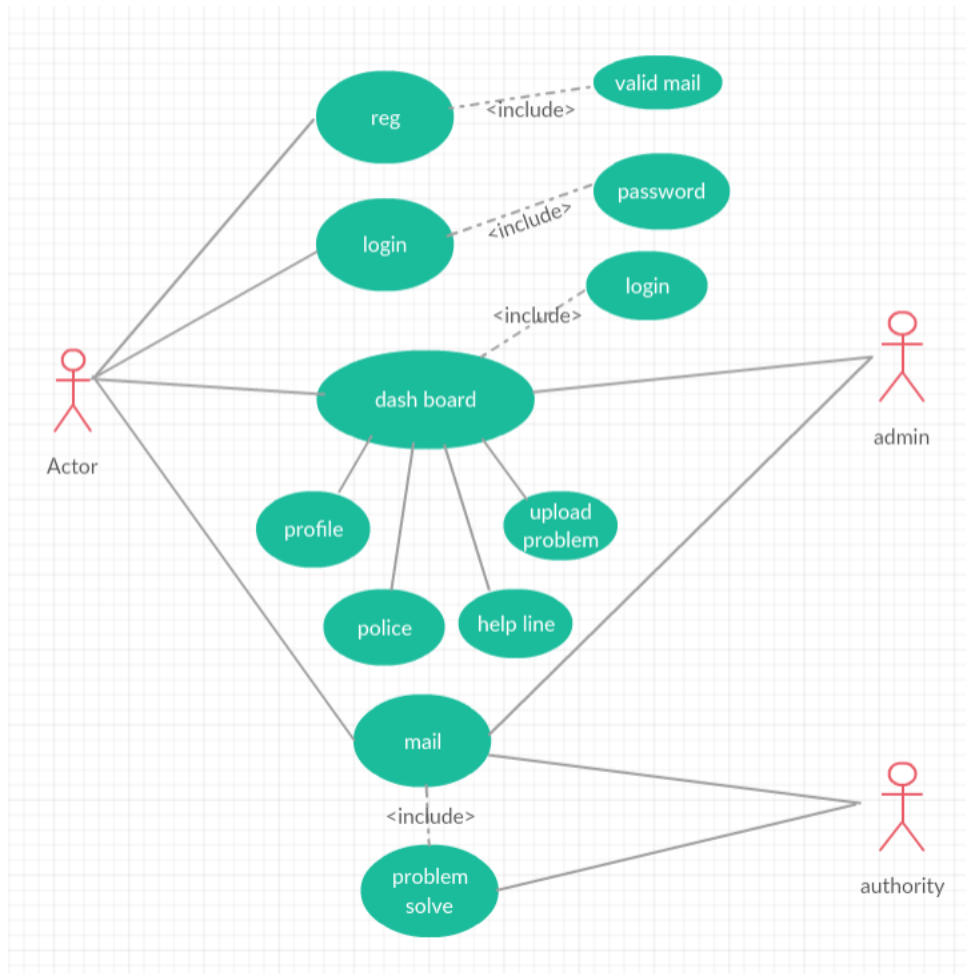 reg
<include>
valid mail
login
<include>
password
<include>
login
dash board
Actor
admin
profile
upload
problem
police
help line
mail
<include>
problem
solve
authority